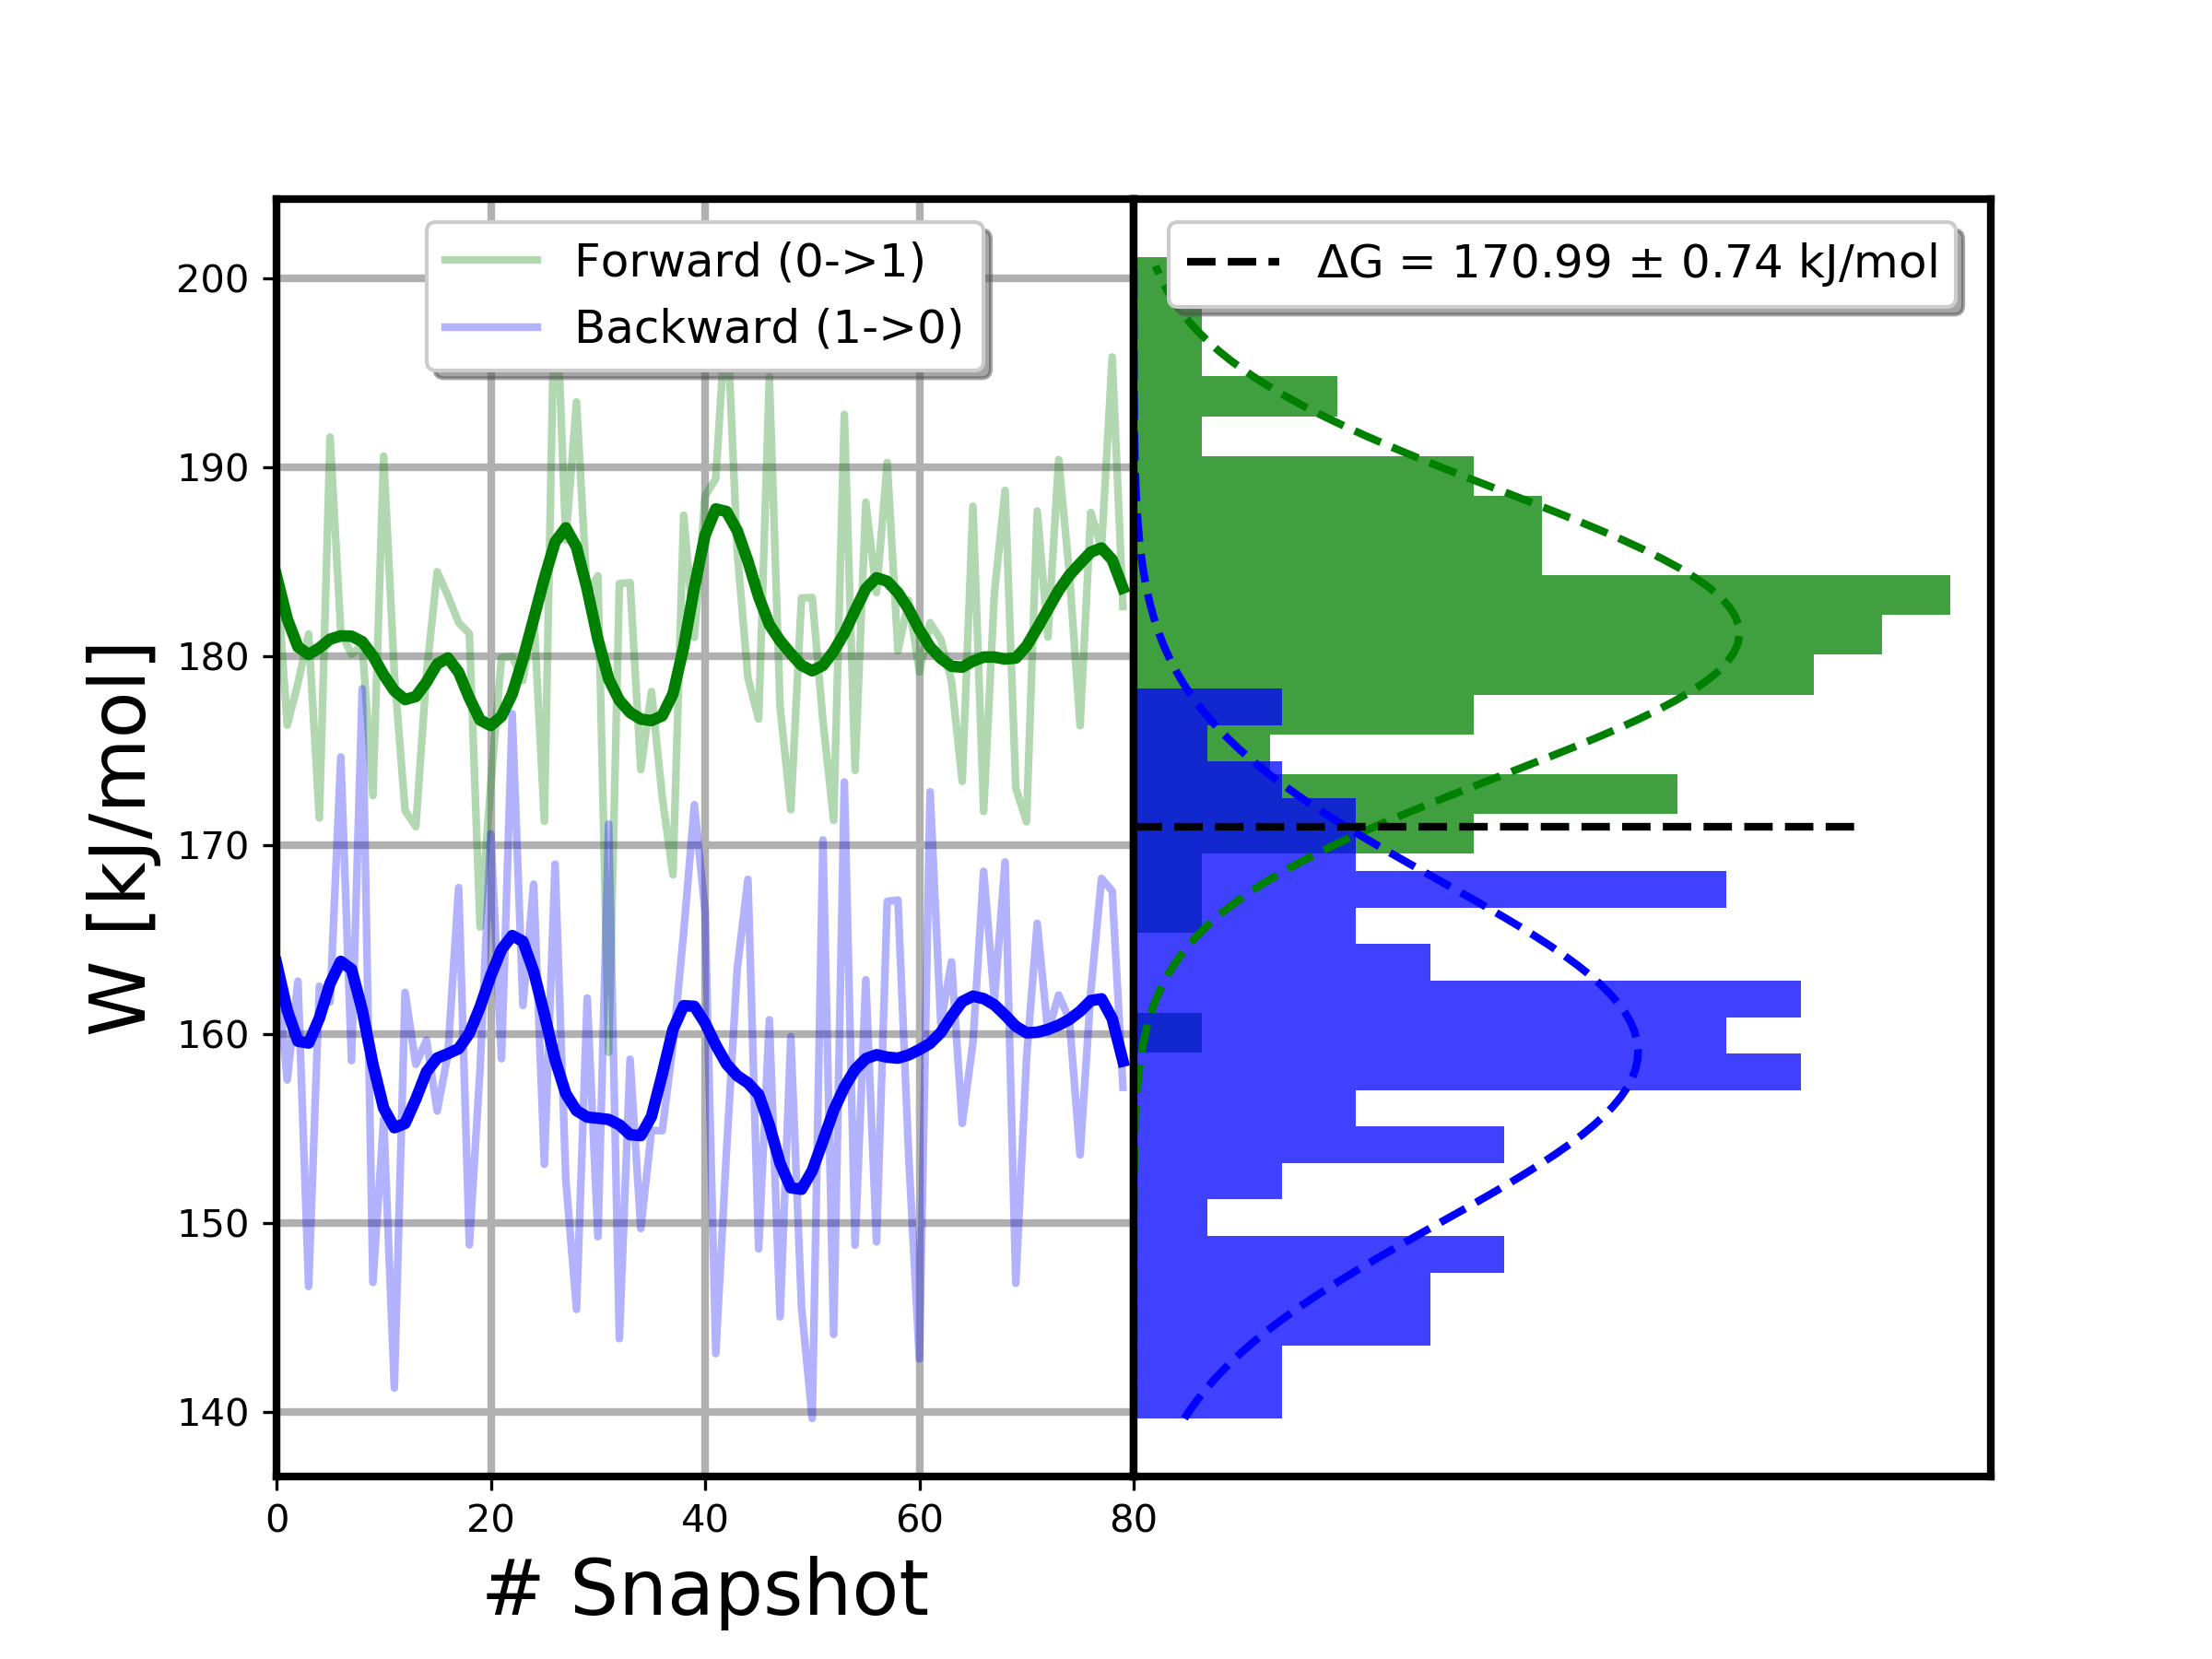 Forward (0->1)
Backward (1->0)
ΔG = 170.99 ± 0.74 kJ/mol
200
190
180
170
160
150
140
W [kJ/mol]
0 20 40 60 80
# Snapshot